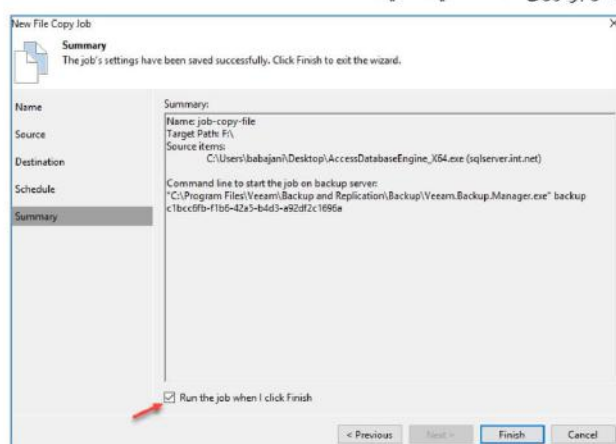 New File Copy Job
Summary
The job's settings have been saved successfully. Click Finish to exit the wizard.
Name
Source
Destination
Schedule
Summary
Summary:
Name: job-copy-file
Target Path: F:\
Source items:
C:\Users\babajani\Desktop\AccessDatabaseEngine_X64.exe (sqlserver.int.net)
Command line to start the job on backup server:
"C:\Program Files\Veeam\Backup and Replication\Backup\Veeam.Backup.Manager.exe" backup
c1bcc6fb-f1b6-42a5-b4d3-a92df2c1696a
Run the job when I click Finish
< Previous
Next >
Finish
Cancel